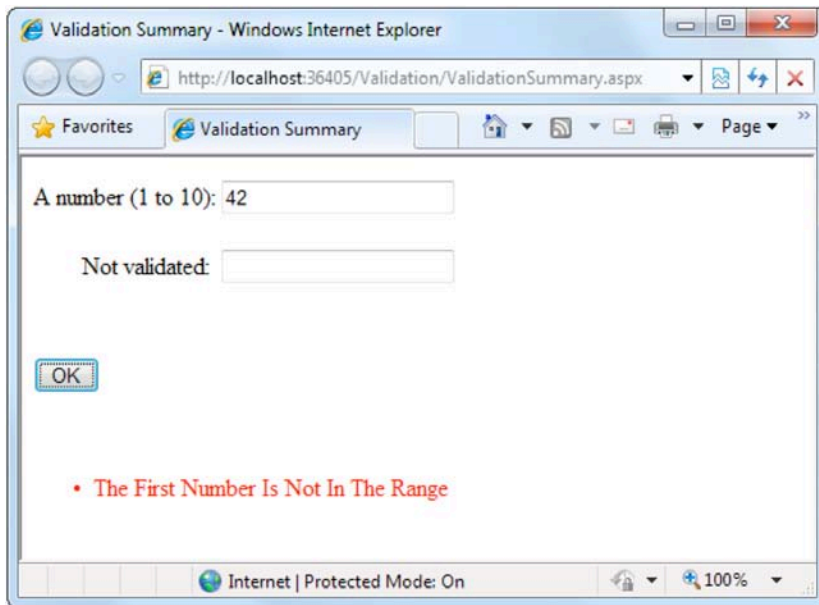 Validation Summary - Windows Internet Explorer
http://localhost:36405/Validation/ValidationSummary.aspx
Favorites Validation Summary Page
A number (1 to 10): 42
Not validated:
OK
• The First Number Is Not In The Range
Internet | Protected Mode: On 100%